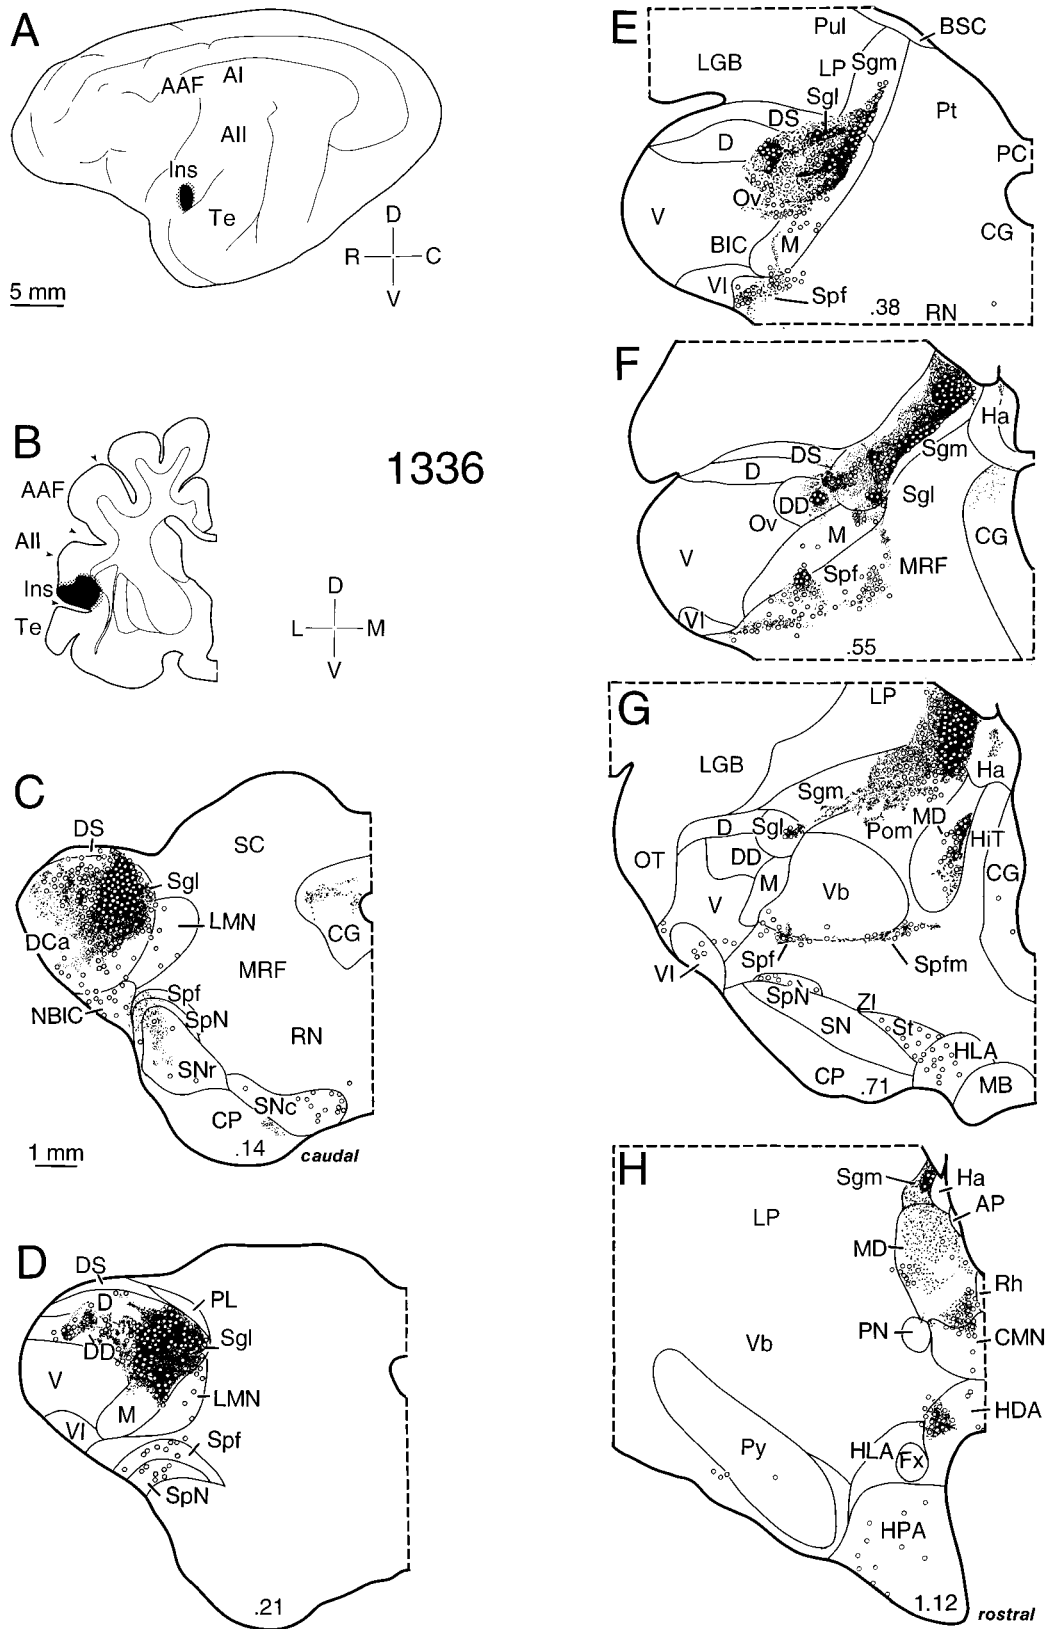 A
AI
AAF
AII
Ins
Te
D
R C
V
5 mm
B
AAF
AII
Ins
Te
1336
D
L M
V
C
DS
SC
Sgl
LMN
CG
DCa
MRF
Spf
NBIC
SpN
RN
SNr
SNc
CP
.14
caudal
1 mm
D
DS
PL
D
Sgl
DD
V
LMN
M
VI
Spf
SpN
.21
E
Pul
BSC
LGB
LP
Sgm
Sgl
DS
Pt
D
PC
Ov
V
CG
BIC
M
VI
Spf
.38
RN
F
Ha
DS
Sgm
D
Sgl
DD
Ov
M
CG
V
Spf
MRF
VI
.55
G
LP
LGB
Ha
Sgm
MD
D
Sgl
Pom
HiT
OT
DD
CG
M
Vb
V
Spf
Spfm
VI
SpN
ZI
St
SN
HLA
CP
.71
MB
H
Sgm
Ha
AP
LP
MD
Rh
PN
CMN
Vb
HDA
Py
HLA
Fx
HPA
1.12
rostral